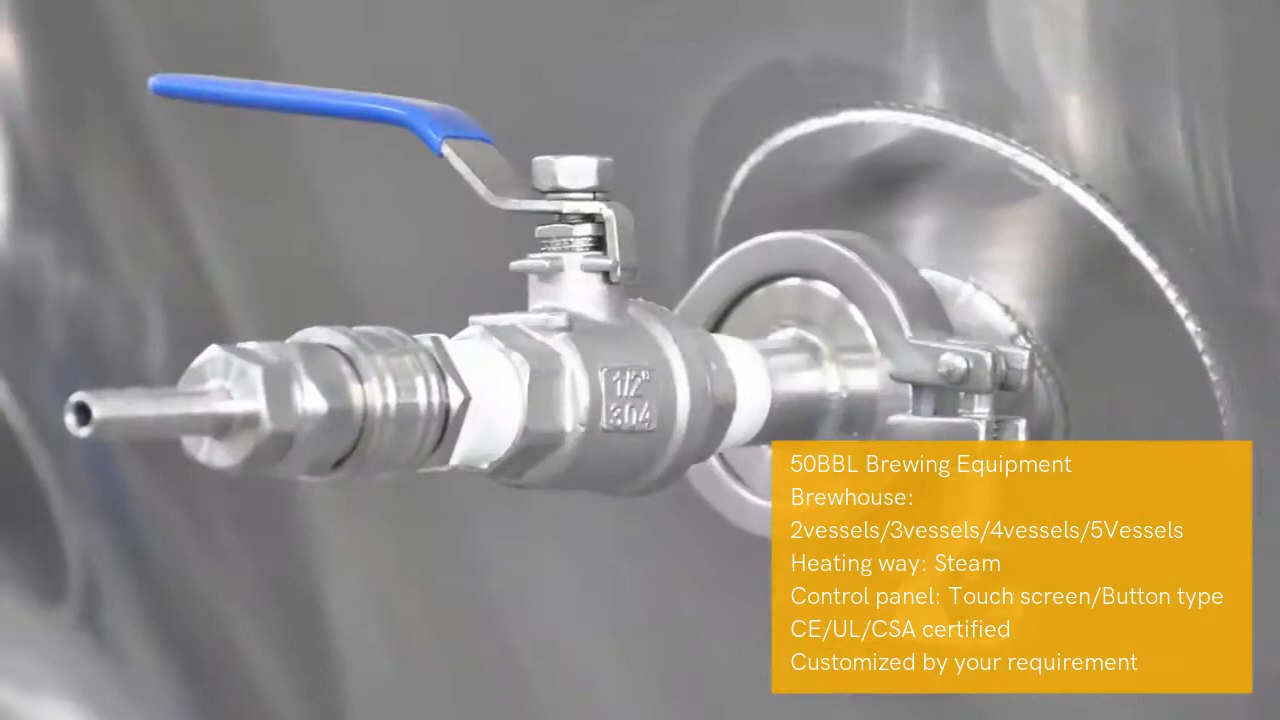 1/2"
304
50BBL Brewing Equipment
Brewhouse:
2vessels/3vessels/4vessels/5Vessels
Heating way: Steam
Control panel: Touch screen/Button type
CE/UL/CSA certified
Customized by your requirement